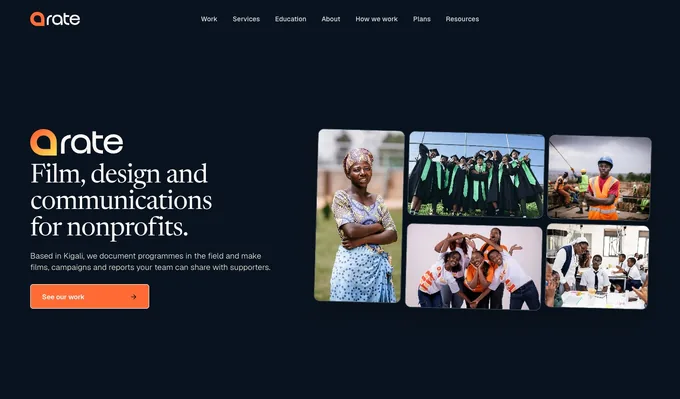 arate
Work Services Education About How we work Plans Resources
arate
Film, design and
communications
for nonprofits.
Based in Kigali, we document programmes in the field and make
films, campaigns and reports your team can share with supporters.
See our work →